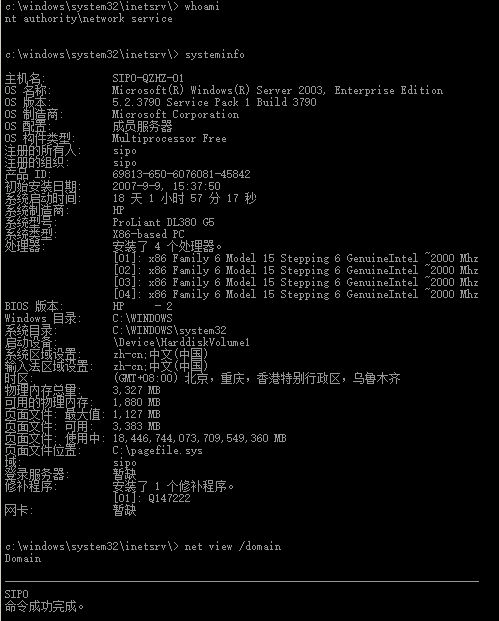 c:\windows\system32\inetsrv\> whoami
nt authority\network service
c:\windows\system32\inetsrv\> systeminfo
主机名: SIPO-QZHZ-01
OS 名称: Microsoft(R) Windows(R) Server 2003, Enterprise Edition
OS 版本: 5.2.3790 Service Pack 1 Build 3790
OS 制造商: Microsoft Corporation
OS 配置: 成员服务器
OS 构件类型: Multiprocessor Free
注册的所有人: sipo
注册的组织: sipo
产品 ID: 69813-650-6076081-45842
初始安装日期: 2007-9-9, 15:37:50
系统启动时间: 18 天 1 小时 57 分 17 秒
系统制造商: HP
系统型号: ProLiant DL380 G5
系统类型: X86-based PC
处理器: 安装了 4 个处理器。
[01]: x86 Family 6 Model 15 Stepping 6 GenuineIntel ~2000 Mhz
[02]: x86 Family 6 Model 15 Stepping 6 GenuineIntel ~2000 Mhz
[03]: x86 Family 6 Model 15 Stepping 6 GenuineIntel ~2000 Mhz
[04]: x86 Family 6 Model 15 Stepping 6 GenuineIntel ~2000 Mhz
BIOS 版本: HP - 2
Windows 目录: C:\WINDOWS
系统目录: C:\WINDOWS\system32
启动设备: \Device\HarddiskVolume1
系统区域设置: zh-cn;中文(中国)
输入法区域设置: zh-cn;中文(中国)
时区: (GMT+08:00) 北京，重庆，香港特别行政区，乌鲁木齐
物理内存总量: 3,327 MB
可用的物理内存: 1,880 MB
页面文件: 最大值: 1,127 MB
页面文件: 可用: 3,383 MB
页面文件: 使用中: 18,446,744,073,709,549,360 MB
页面文件位置: C:\pagefile.sys
域: sipo
登录服务器: 暂缺
修补程序: 安装了 1 个修补程序。
[01]: Q147222
网卡: 暂缺
c:\windows\system32\inetsrv\> net view /domain
Domain
SIPO
命令成功完成。